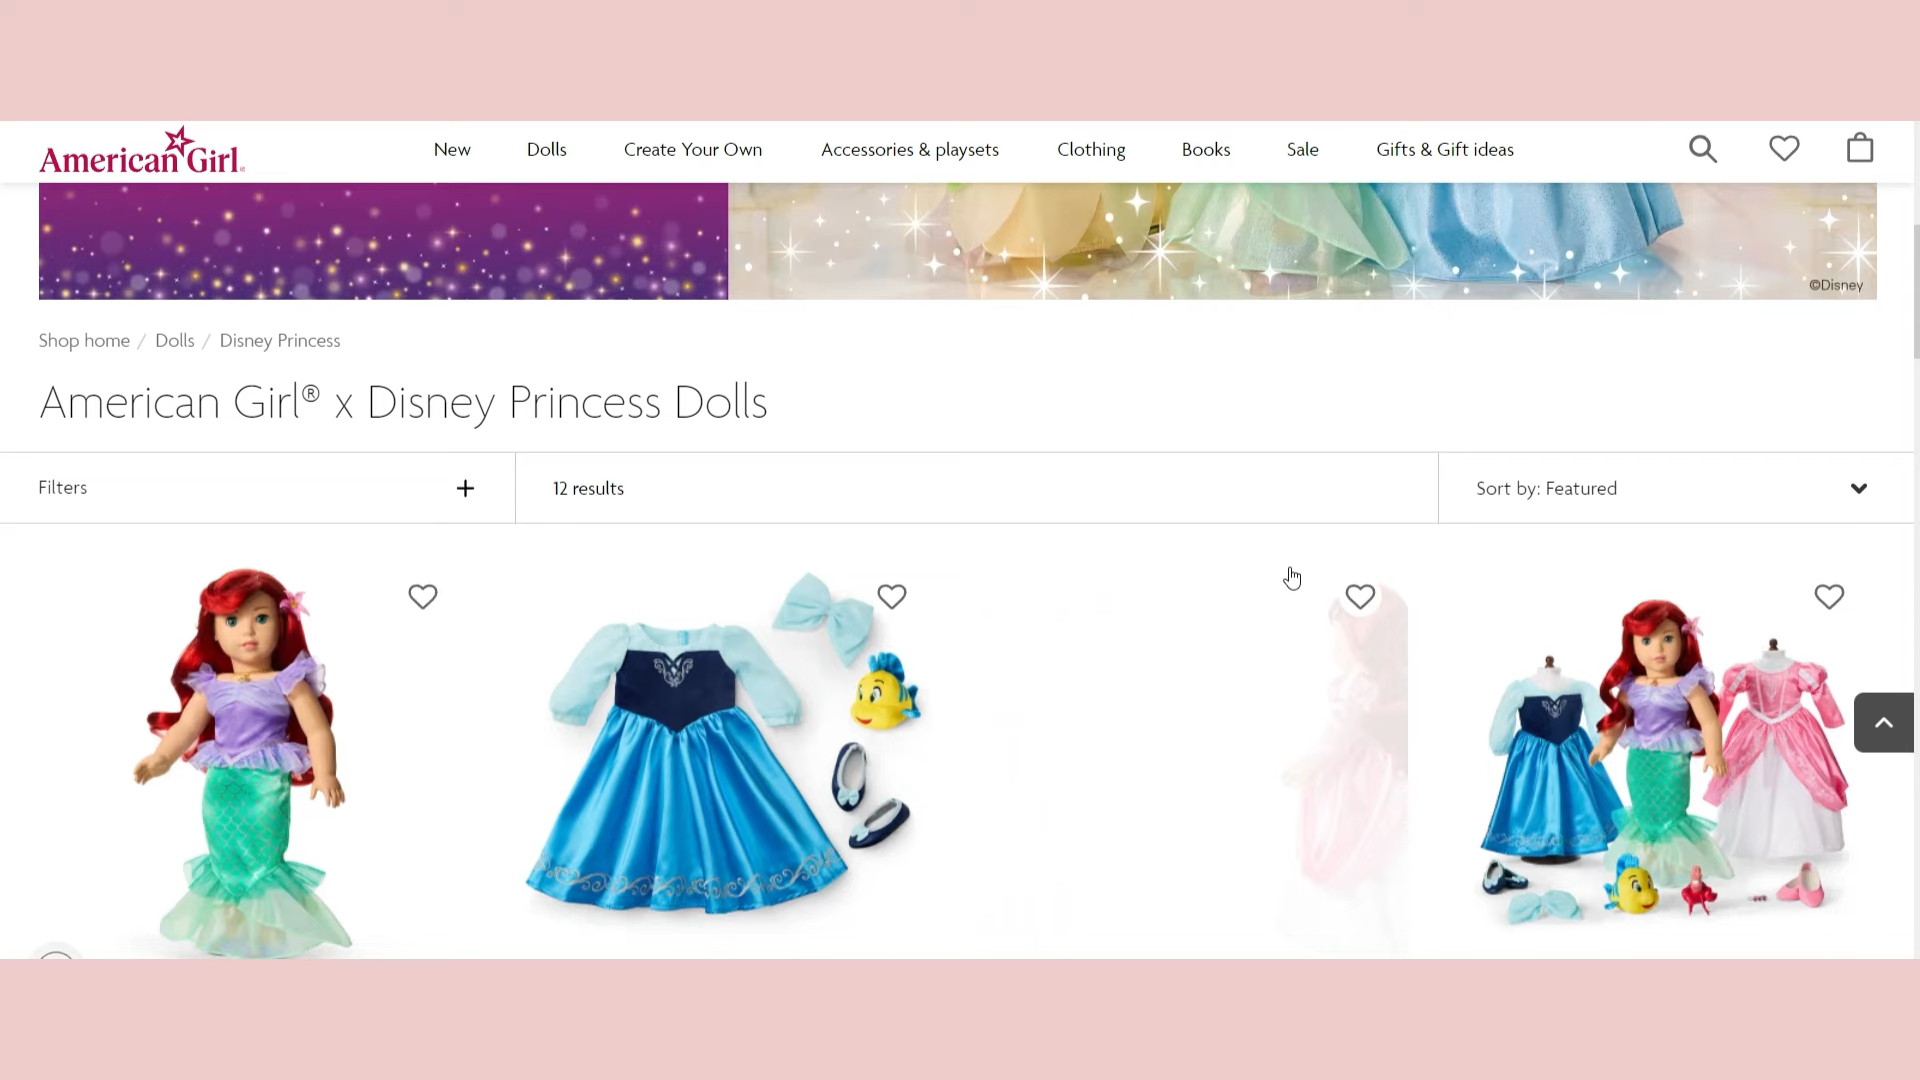 American Girl®
New
Dolls
Create Your Own
Accessories & playsets
Clothing
Books
Sale
Gifts & Gift ideas
©Disney
Shop home / Dolls / Disney Princess
American Girl® x Disney Princess Dolls
Filters
12 results
Sort by: Featured